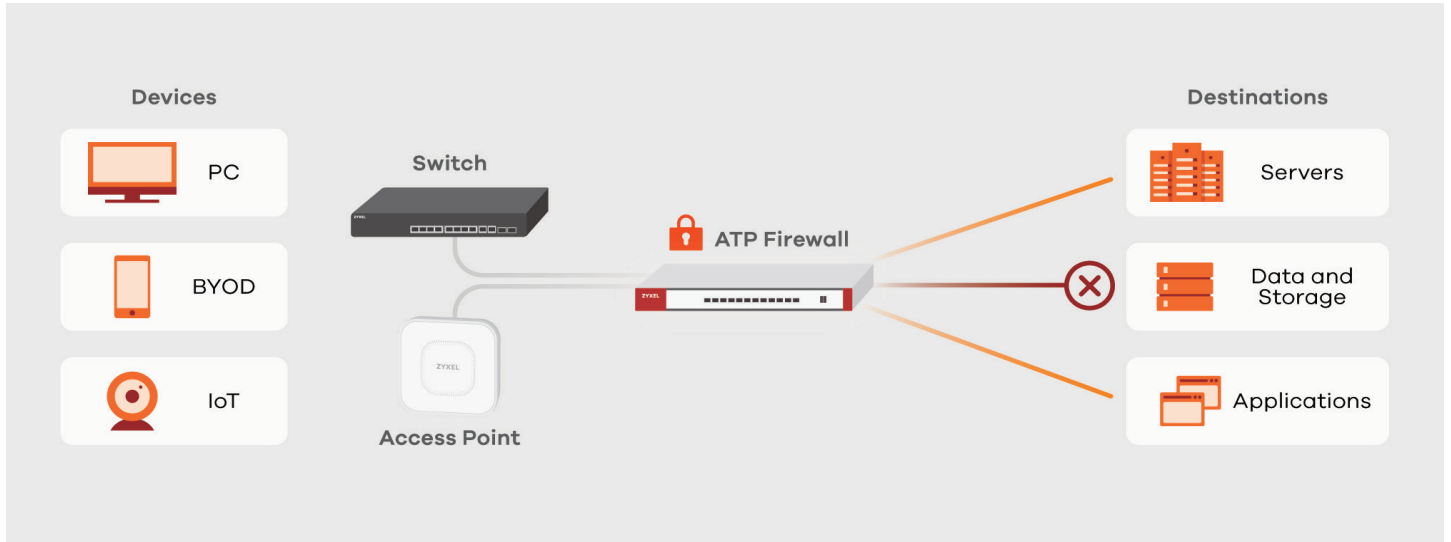 Devices
PC
BYOD
IoT
Switch
ZYXEL
ZYXEL
Access Point
ATP Firewall
ZYXEL
Destinations
Servers
Data and
Storage
Applications